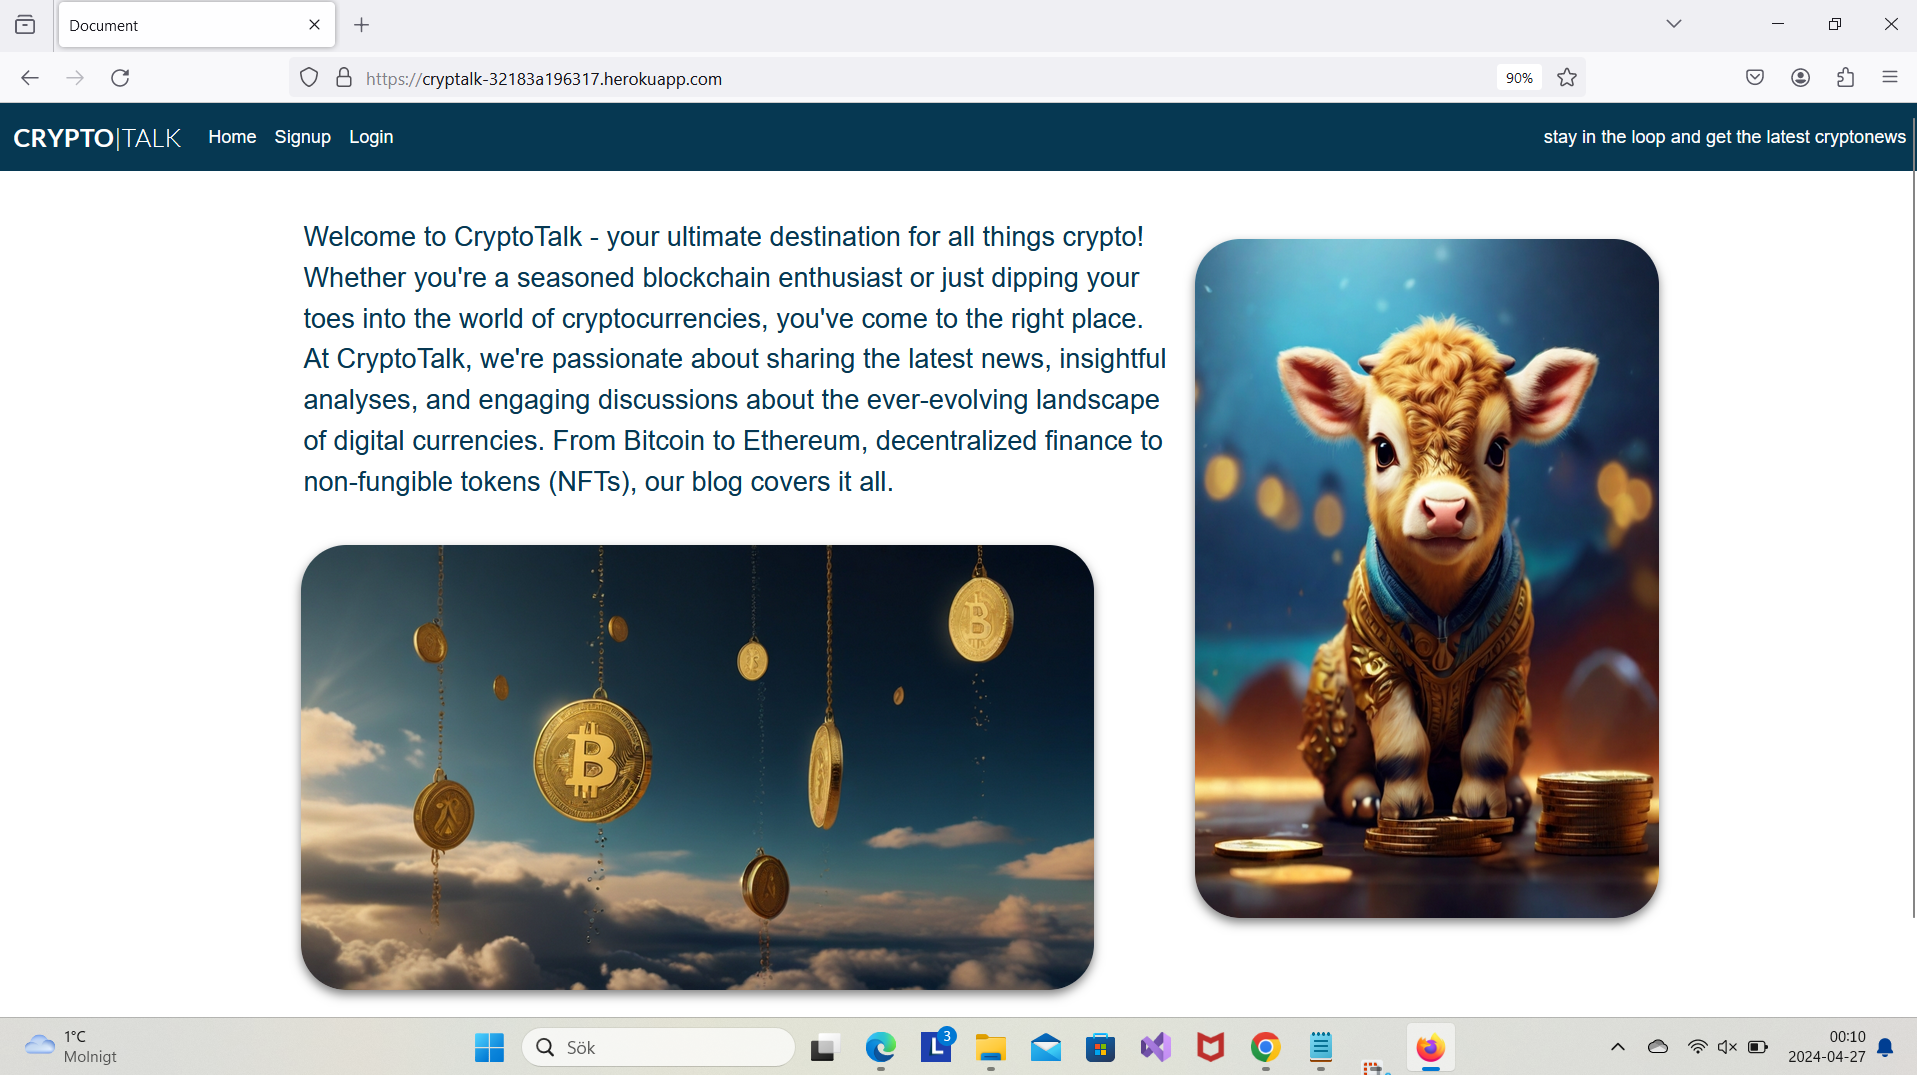 Document
https://cryptalk-32183a196317.herokuapp.com
90%
CRYPTO|TALK
Home Signup Login
stay in the loop and get the latest cryptonews
Welcome to CryptoTalk - your ultimate destination for all things crypto!
Whether you're a seasoned blockchain enthusiast or just dipping your
toes into the world of cryptocurrencies, you've come to the right place.
At CryptoTalk, we're passionate about sharing the latest news, insightful
analyses, and engaging discussions about the ever-evolving landscape
of digital currencies. From Bitcoin to Ethereum, decentralized finance to
non-fungible tokens (NFTs), our blog covers it all.
1°C
Molnigt
Sök
L
3
00:10
2024-04-27